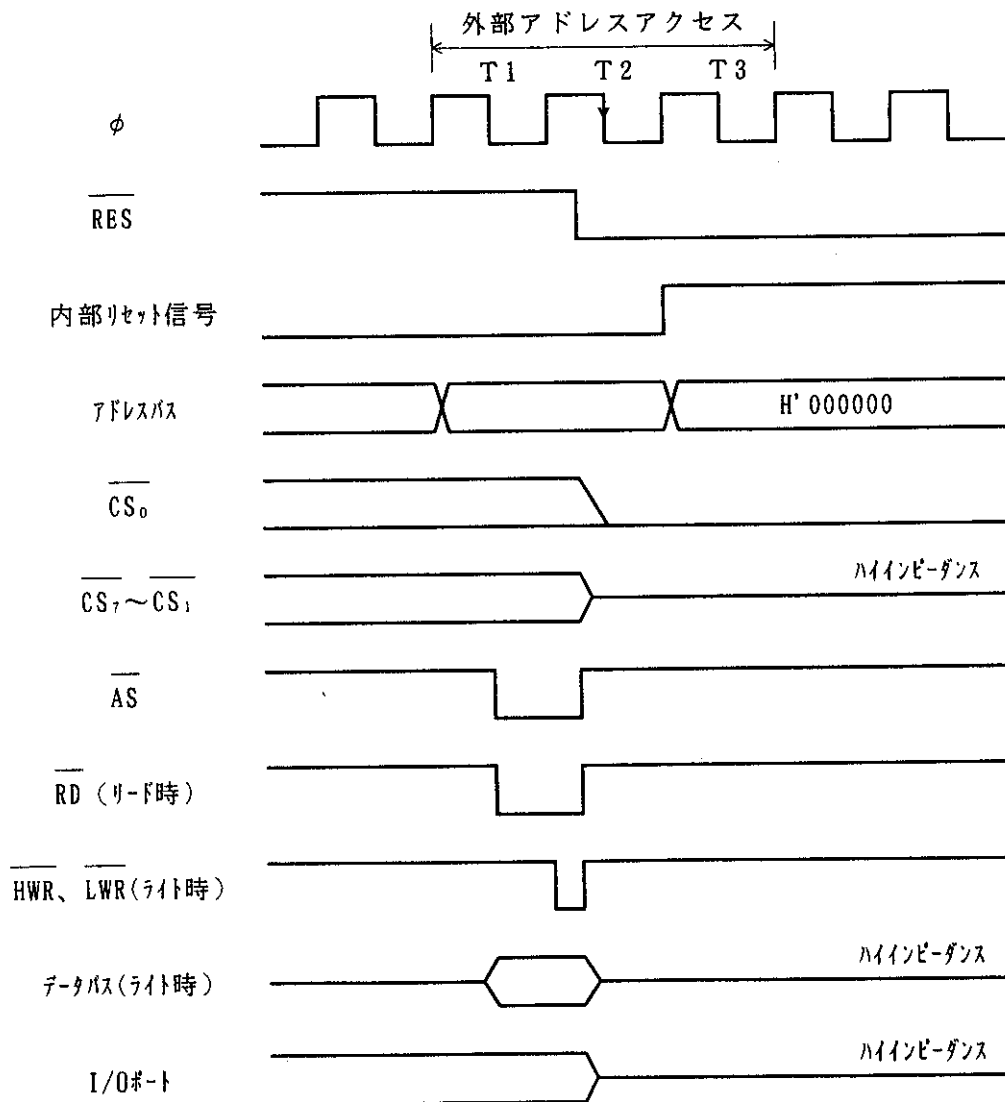 外部アドレスアクセス
T1 T2 T3
φ
RES
内部リセット信号
アドレスバス
H'000000
CS₀
ハイインピーダンス
CS₇～CS₁
AS
RD (リード時)
HWR、LWR(ライト時)
ハイインピーダンス
データバス(ライト時)
ハイインピーダンス
I/Oポート